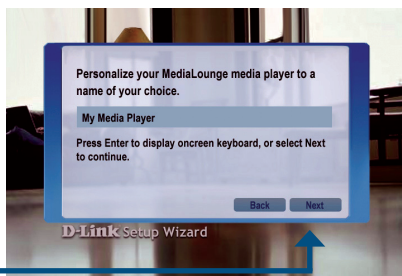 Personalize your MediaLounge media player to a
name of your choice.
My Media Player
Press Enter to display oncreen keyboard, or select Next
to continue.
Back Next
D-Link Setup Wizard